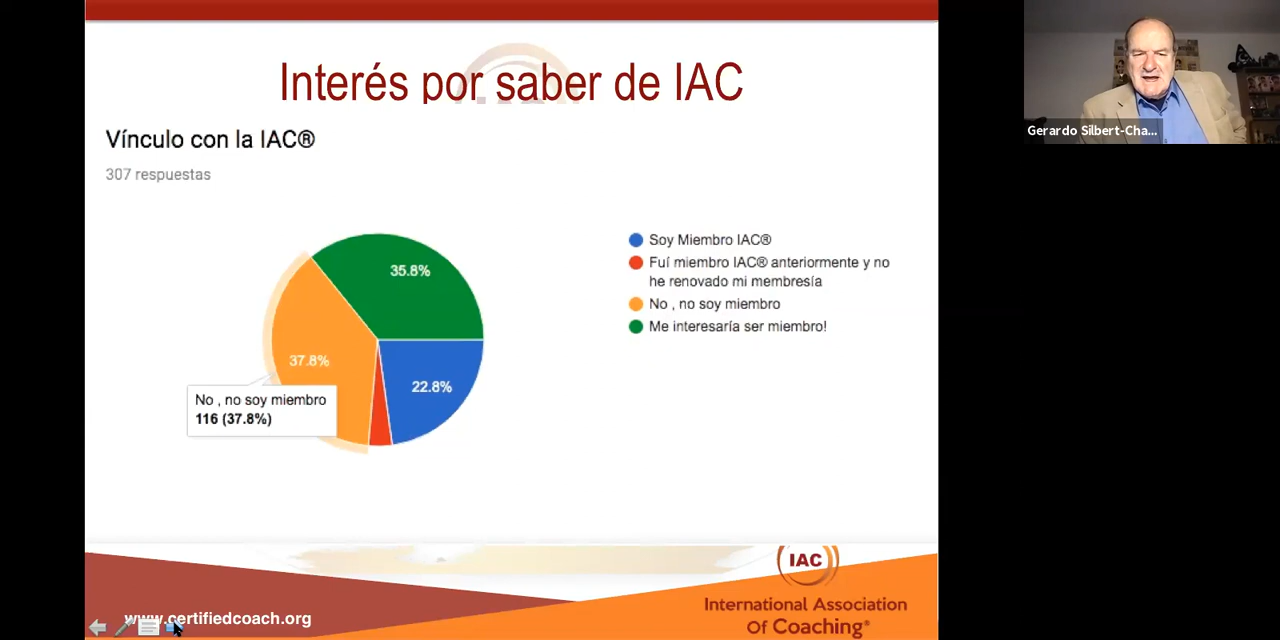 Interés por saber de IAC
Vínculo con la IAC®
307 respuestas
35.8%
37.8%
22.8%
No , no soy miembro
116 (37.8%)
Soy Miembro IAC®
Fuí miembro IAC® anteriormente y no
he renovado mi membresía
No , no soy miembro
Me interesaría ser miembro!
Gerardo Silbert-Cha...
www.certifiedcoach.org
IAC
International Association
Of Coaching®